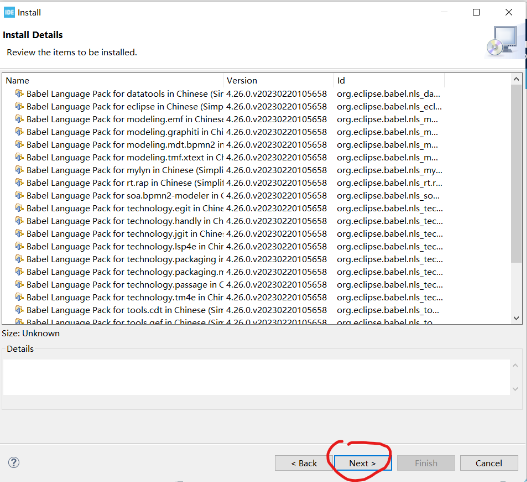 IDE Install
Install Details
Review the items to be installed.
Name Version Id
Babel Language Pack for datatools in Chinese (Sir 4.26.0.v20230220105658 org.eclipse.babel.nls_da...
Babel Language Pack for eclipse in Chinese (Simp 4.26.0.v20230220105658 org.eclipse.babel.nls_ecl...
Babel Language Pack for modeling.emf in Chinese 4.26.0.v20230220105658 org.eclipse.babel.nls_m...
Babel Language Pack for modeling.graphiti in Chi 4.26.0.v20230220105658 org.eclipse.babel.nls_m...
Babel Language Pack for modeling.mdt.bpmn2 in 4.26.0.v20230220105658 org.eclipse.babel.nls_m...
Babel Language Pack for modeling.tmf.xtext in Ch 4.26.0.v20230220105658 org.eclipse.babel.nls_m...
Babel Language Pack for mylyn in Chinese (Simpli 4.26.0.v20230220105658 org.eclipse.babel.nls_my...
Babel Language Pack for rt.rap in Chinese (Simplifi 4.26.0.v20230220105658 org.eclipse.babel.nls_rt.r...
Babel Language Pack for soa.bpmn2-modeler in C 4.26.0.v20230220105658 org.eclipse.babel.nls_so...
Babel Language Pack for technology.egit in Chine 4.26.0.v20230220105658 org.eclipse.babel.nls_tec...
Babel Language Pack for technology.handly in Ch 4.26.0.v20230220105658 org.eclipse.babel.nls_tec...
Babel Language Pack for technology.jgit in Chines 4.26.0.v20230220105658 org.eclipse.babel.nls_tec...
Babel Language Pack for technology.lsp4e in Chin 4.26.0.v20230220105658 org.eclipse.babel.nls_tec...
Babel Language Pack for technology.packaging in 4.26.0.v20230220105658 org.eclipse.babel.nls_tec...
Babel Language Pack for technology.packaging.n 4.26.0.v20230220105658 org.eclipse.babel.nls_tec...
Babel Language Pack for technology.passage in C 4.26.0.v20230220105658 org.eclipse.babel.nls_tec...
Babel Language Pack for technology.tm4e in Chin 4.26.0.v20230220105658 org.eclipse.babel.nls_tec...
Babel Language Pack for tools.cdt in Chinese (Sim 4.26.0.v20230220105658 org.eclipse.babel.nls_to...
Babel Language Pack for tools.gef in Chinese (Sim 4.26.0.v20230220105658 org.eclipse.babel.nls_to
Size: Unknown
Details
< Back Next > Finish Cancel